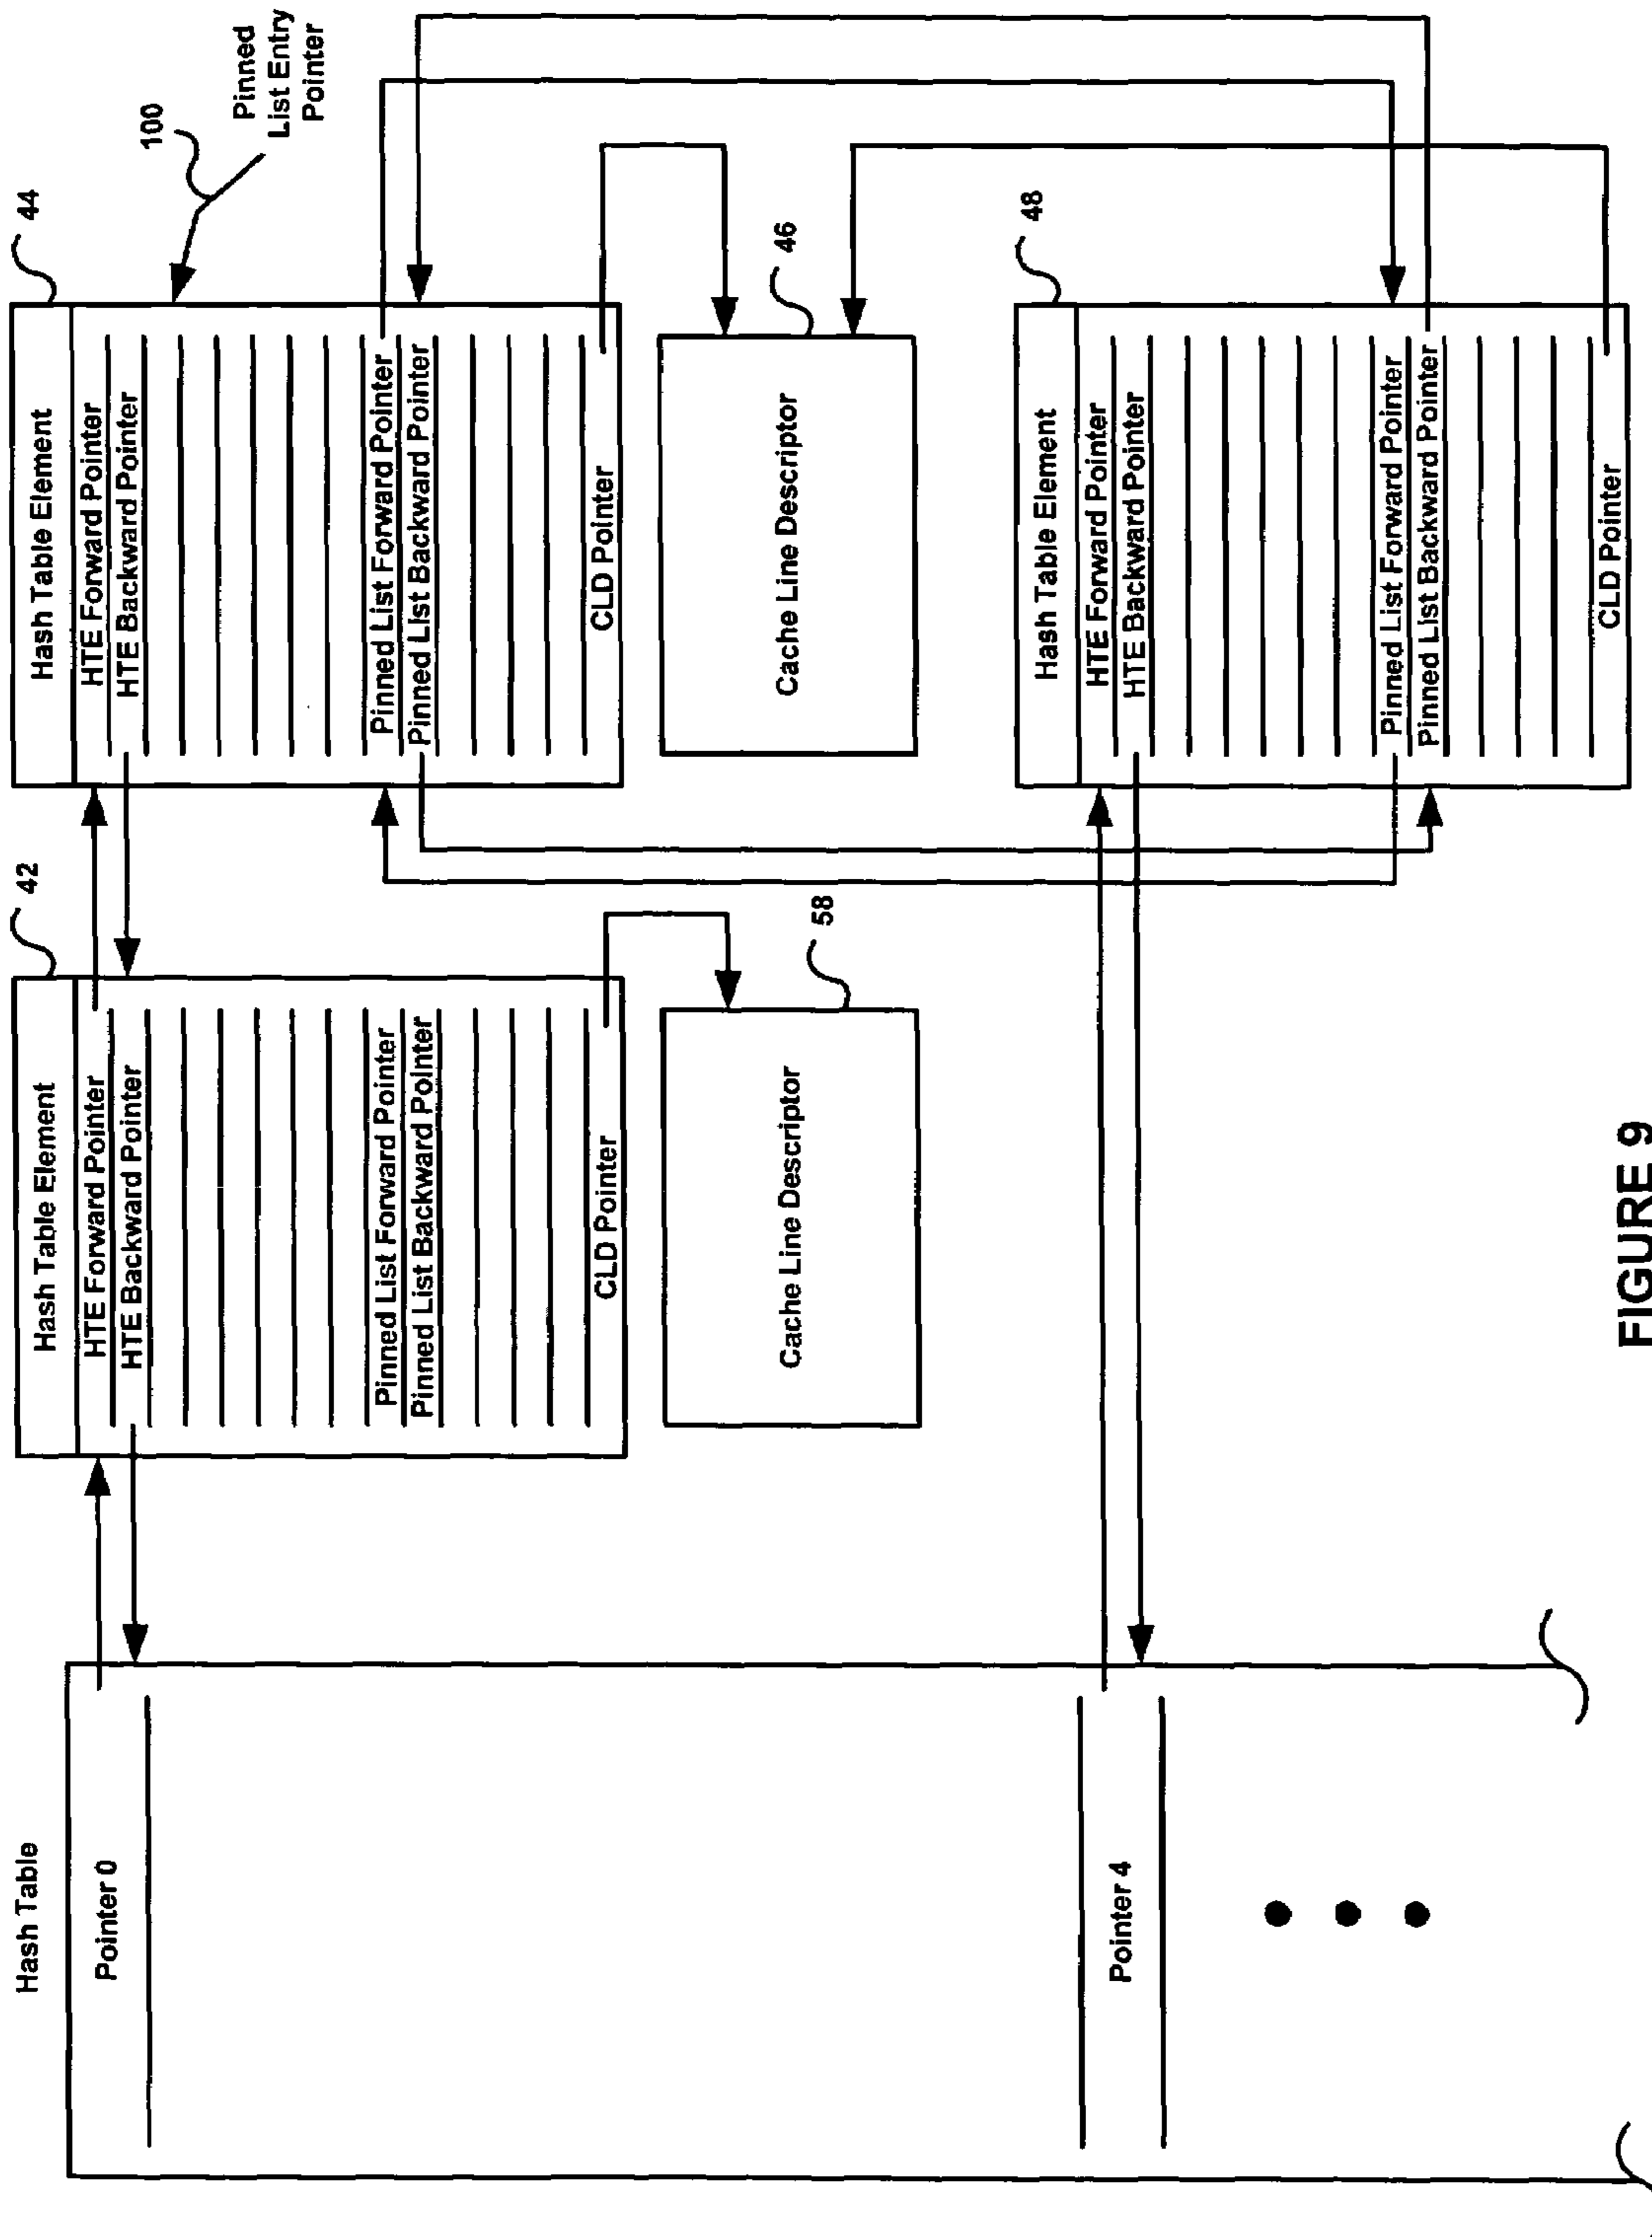 Hash Table
Pointer 0
Pointer 4
42
Hash Table Element
HTE Forward Pointer
HTE Backward Pointer
Pinned List Forward Pointer
Pinned List Backward Pointer
CLD Pointer
58
Cache Line Descriptor
44
Hash Table Element
HTE Forward Pointer
HTE Backward Pointer
Pinned List Forward Pointer
Pinned List Backward Pointer
CLD Pointer
100
Pinned
List Entry
Pointer
46
Cache Line Descriptor
48
Hash Table Element
HTE Forward Pointer
HTE Backward Pointer
Pinned List Forward Pointer
Pinned List Backward Pointer
CLD Pointer
FIGURE 9